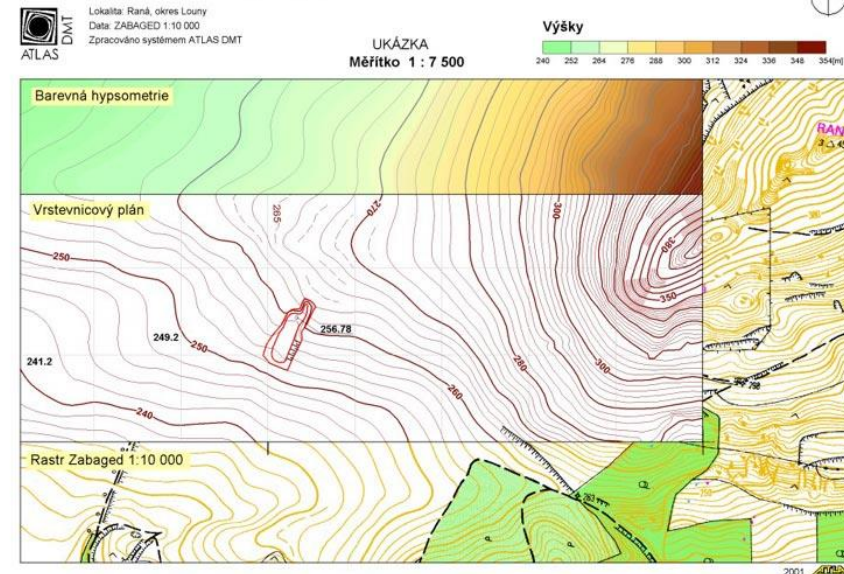 ATLAS
DMT
Lokalita: Raná, okres Louny
Data: ZABAGED 1:10 000
Zpracováno systémem ATLAS DMT
UKÁZKA
Měřítko 1 : 7 500
Výšky
240 252 264 276 288 300 312 324 336 348 354[m]
Barevná hypsometrie
RAN
Vrstevnicový plán
265
270
300
380
250
350
256.78
249.2
250
241.2
280
300
260
240
Rastr Zabaged 1:10 000
263
2001